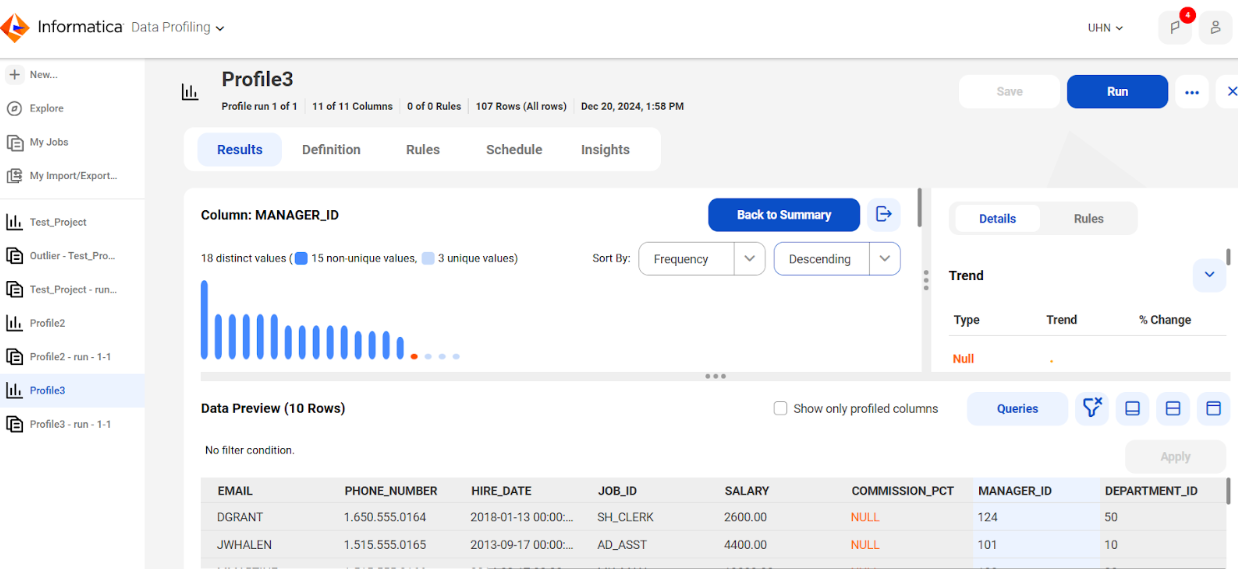 Informatica Data Profiling
UHN
4
New...
Explore
My Jobs
My Import/Export...
Test_Project
Outlier - Test_Pro...
Test_Project - run...
Profile2
Profile2 - run - 1-1
Profile3
Profile3 - run - 1-1
Profile3
Profile run 1 of 1 11 of 11 Columns 0 of 0 Rules 107 Rows (All rows) Dec 20, 2024, 1:58 PM
Save Run
Results Definition Rules Schedule Insights
Column: MANAGER_ID
Back to Summary
18 distinct values ( 15 non-unique values, 3 unique values)
Sort By: Frequency Descending
Details Rules
Trend
Type Trend % Change
Null .
Data Preview (10 Rows)
Show only profiled columns
Queries
No filter condition.
Apply
EMAIL PHONE_NUMBER HIRE_DATE JOB_ID SALARY COMMISSION_PCT MANAGER_ID DEPARTMENT_ID
DGRANT 1.650.555.0164 2018-01-13 00:00:... SH_CLERK 2600.00 NULL 124 50
JWHALEN 1.515.555.0165 2013-09-17 00:00:... AD_ASST 4400.00 NULL 101 10